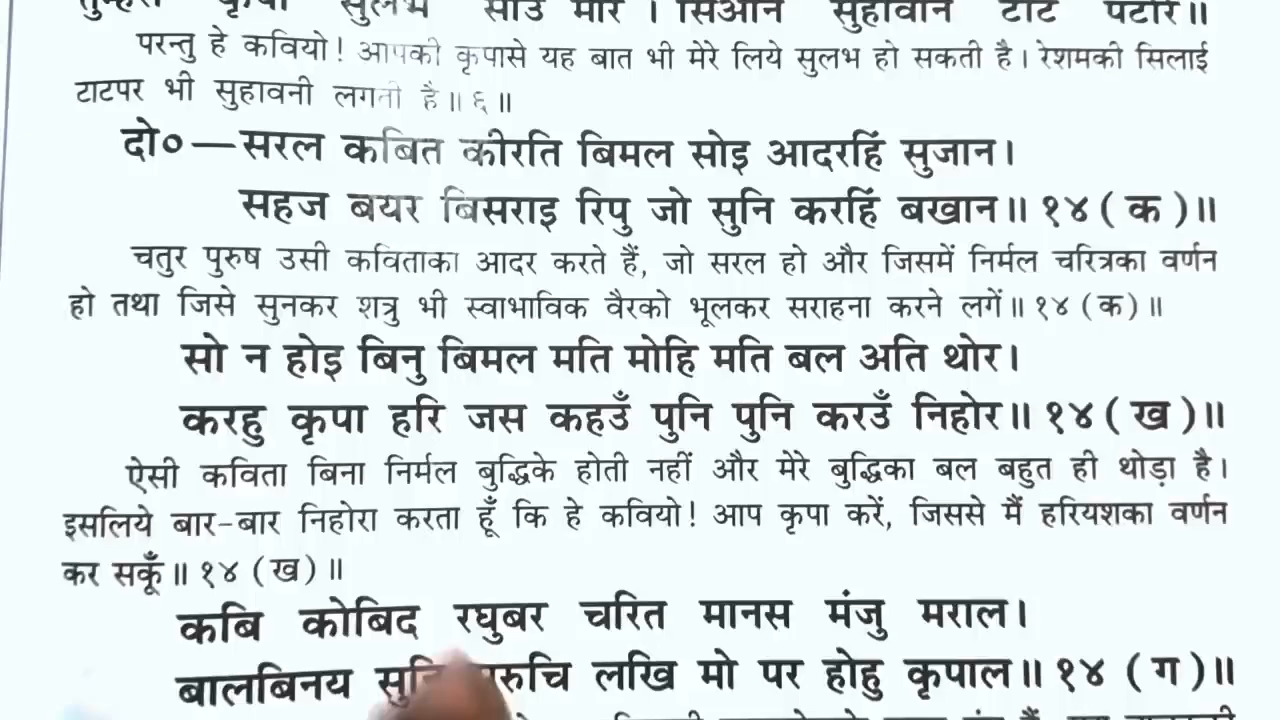 कृपा सुलभ सोउ मोरे । सिअनि सुहावनि टाट पटोरे॥
परन्तु हे कवियो! आपकी कृपासे यह बात भी मेरे लिये सुलभ हो सकती है। रेशमकी सिलाई
टाटपर भी सुहावनी लगती है॥ ६॥
दो०—सरल कबित कीरति बिमल सोइ आदरहिं सुजान।
सहज बयर बिसराइ रिपु जो सुनि करहिं बखान॥ १४ ( क )॥
चतुर पुरुष उसी कविताका आदर करते हैं, जो सरल हो और जिसमें निर्मल चरित्रका वर्णन
हो तथा जिसे सुनकर शत्रु भी स्वाभाविक वैरको भूलकर सराहना करने लगें॥ १४ (क)॥
सो न होइ बिनु बिमल मति मोहि मति बल अति थोर।
करहु कृपा हरि जस कहउँ पुनि पुनि करउँ निहोर॥ १४ ( ख )॥
ऐसी कविता बिना निर्मल बुद्धिके होती नहीं और मेरे बुद्धिका बल बहुत ही थोड़ा है।
इसलिये बार-बार निहोरा करता हूँ कि हे कवियो! आप कृपा करें, जिससे मैं हरियशका वर्णन
कर सकूँ॥ १४ (ख)॥
कबि कोबिद रघुबर चरित मानस मंजु मराल।
बालबिनय लखि मो पर होहु कृपाल॥ १४ ( ग )॥